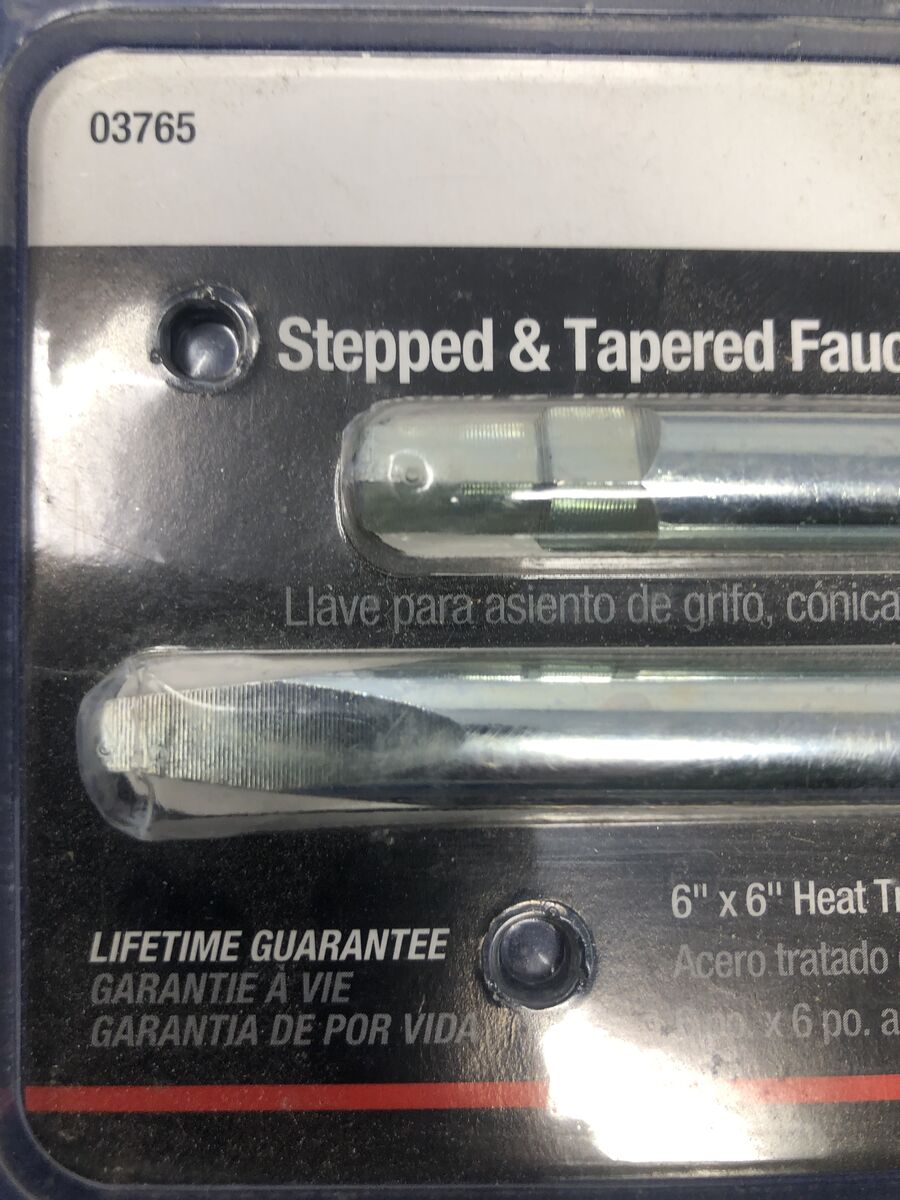 03765
Stepped & Tapered Fauc
Llave para asiento de grifo, cónica
6" x 6" Heat Tr
Acero tratado
po. x 6 po. a
LIFETIME GUARANTEE
GARANTIE À VIE
GARANTIA DE POR VIDA